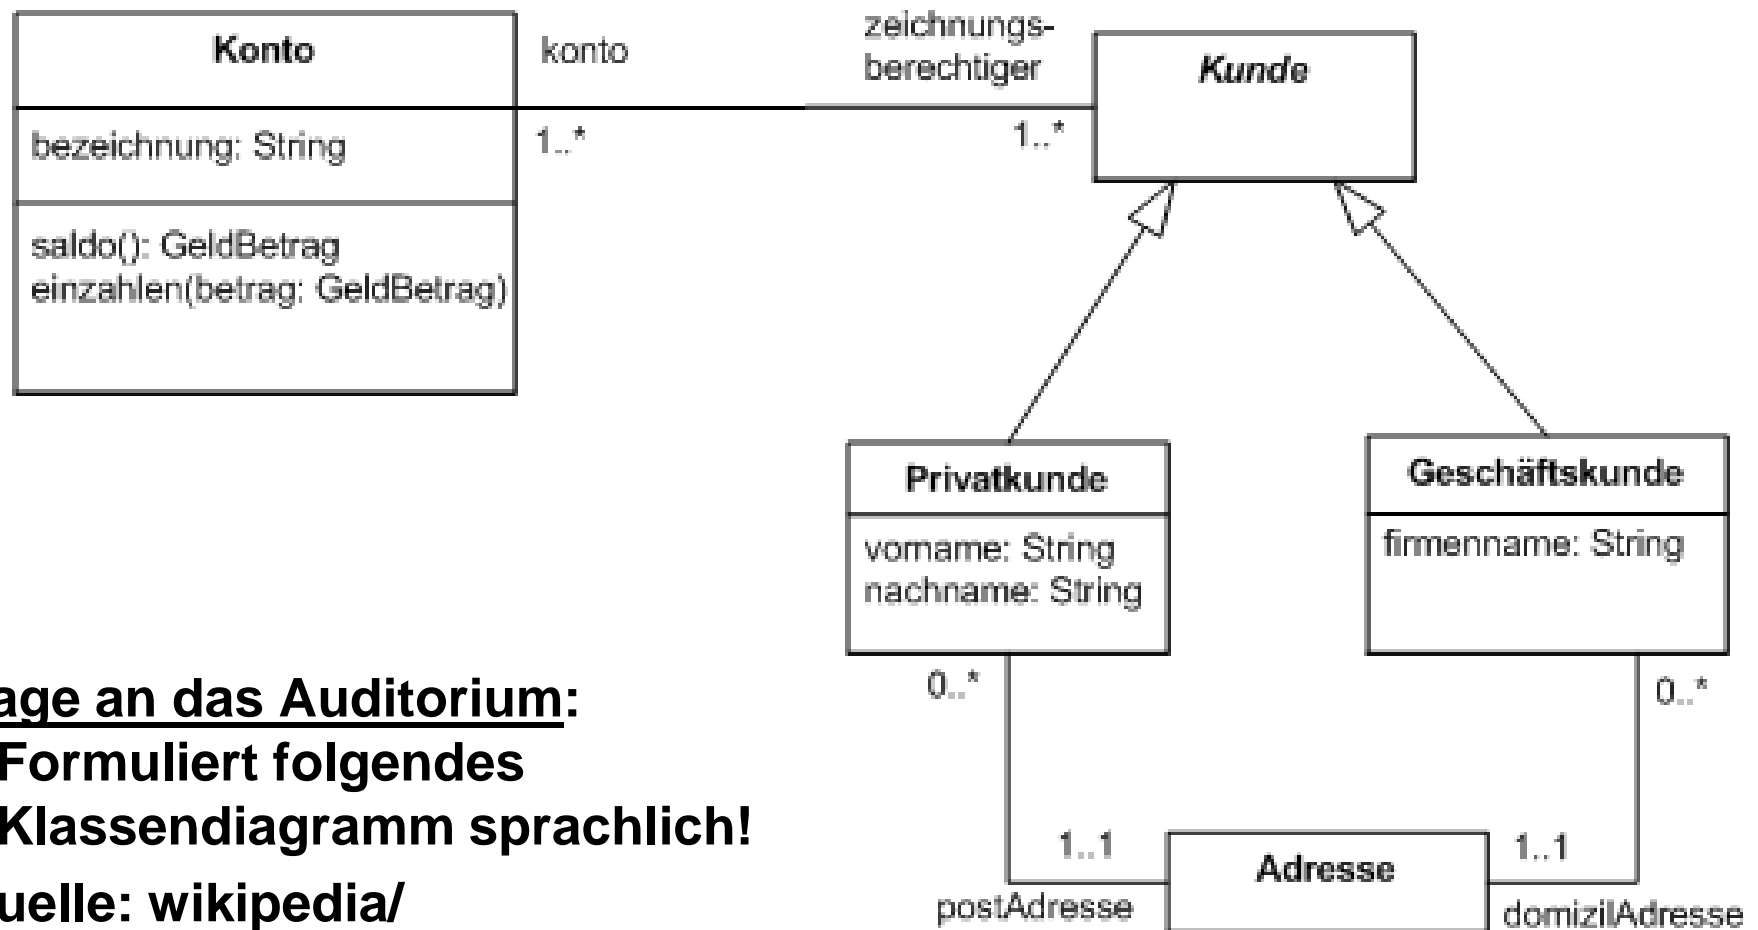 Konto
bezeichnung: String
saldo(): GeldBetrag
einzahlen(betrag: GeldBetrag)
konto
1..*
zeichnungs-
berechtiger
1..*
Kunde
Privatkunde
vorname: String
nachname: String
0..*
Geschäftskunde
firmenname: String
0..*
age an das Auditorium:
Formuliert folgendes
Klassendiagramm sprachlich!
uelle: wikipedia/
1..1
postAdresse
Adresse
1..1
domizilAdresse